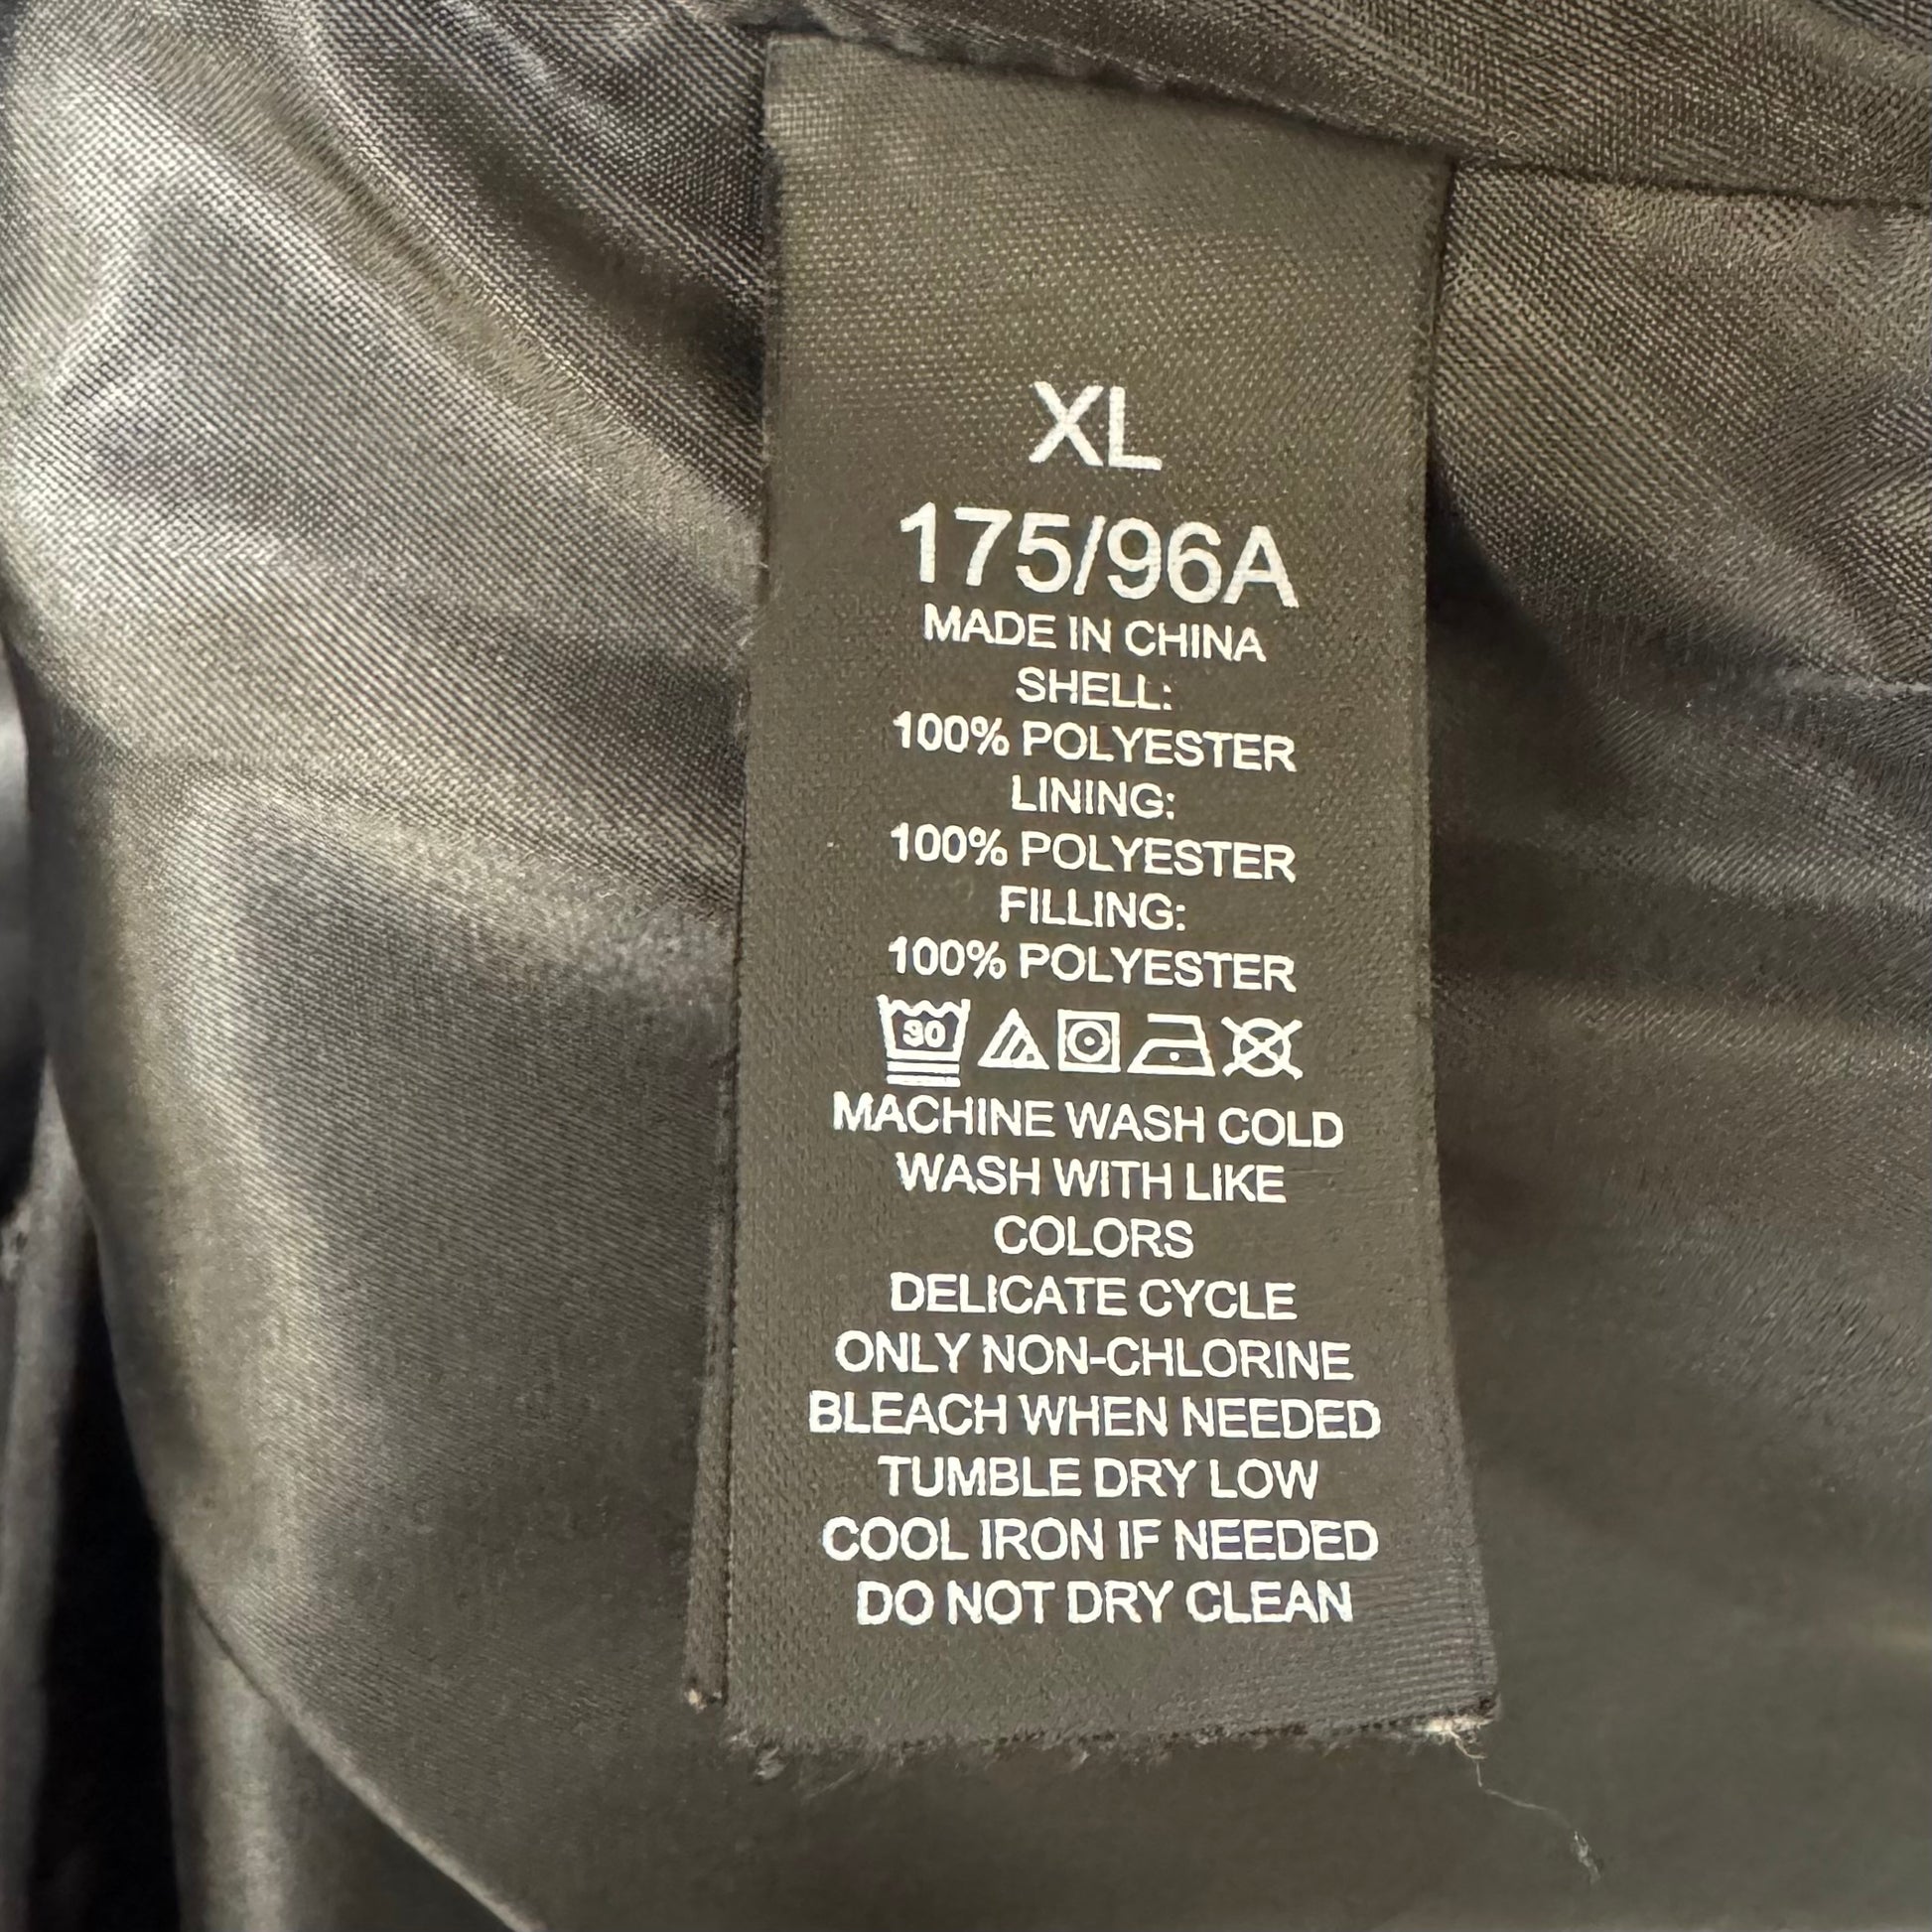 XL
175/96A
MADE IN CHINA
SHELL:
100% POLYESTER
LINING:
100% POLYESTER
FILLING:
100% POLYESTER
30
MACHINE WASH COLD
WASH WITH LIKE
COLORS
DELICATE CYCLE
ONLY NON-CHLORINE
BLEACH WHEN NEEDED
TUMBLE DRY LOW
COOL IRON IF NEEDED
DO NOT DRY CLEAN